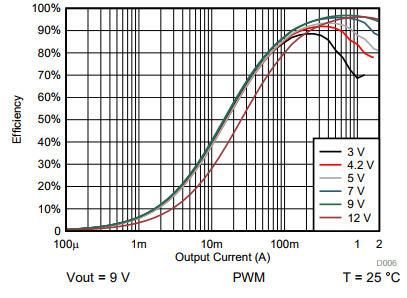 100%
90%
80%
70%
60%
50%
40%
30%
20%
10%
0
Efficiency
3 V
4.2 V
5 V
7 V
9 V
12 V
100μ 1m 10m 100m 1 2
Output Current (A)
D006
Vout = 9 V PWM T = 25 °C